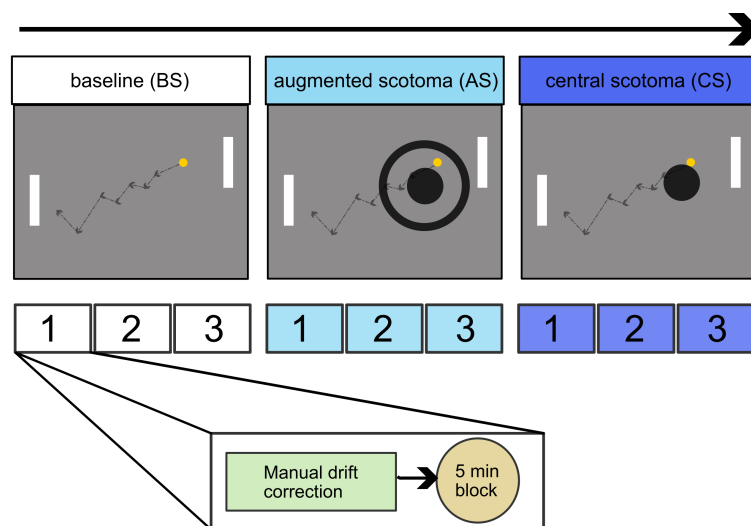 baseline (BS)
augmented scotoma (AS)
central scotoma (CS)
1 2 3
1 2 3
1 2 3
Manual drift
correction
5 min
block